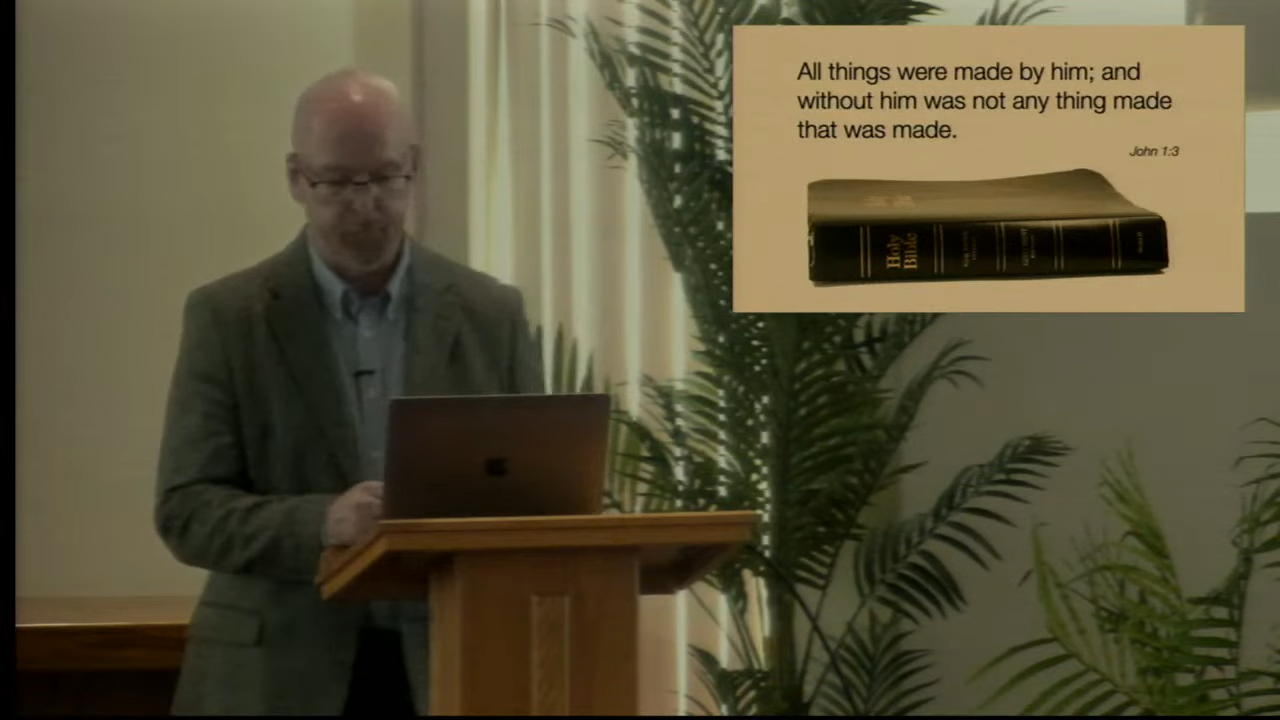 All things were made by him; and
without him was not any thing made
that was made.
John 1:3
Holy
Bible